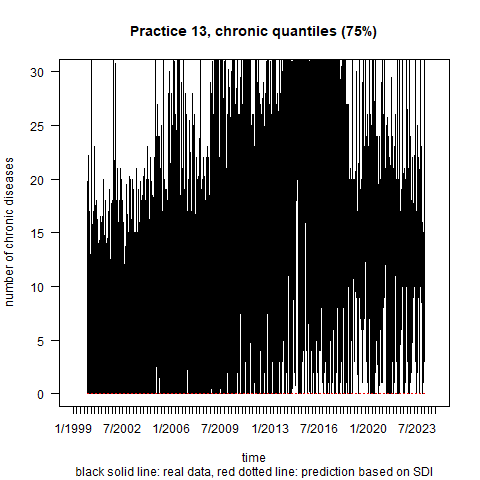 Practice 13, chronic quantiles (75%)
number of chronic diseases
30
25
20
15
10
5
0
1/1999 7/2002 1/2006 7/2009 1/2013 7/2016 1/2020 7/2023
time
black solid line: real data, red dotted line: prediction based on SDI